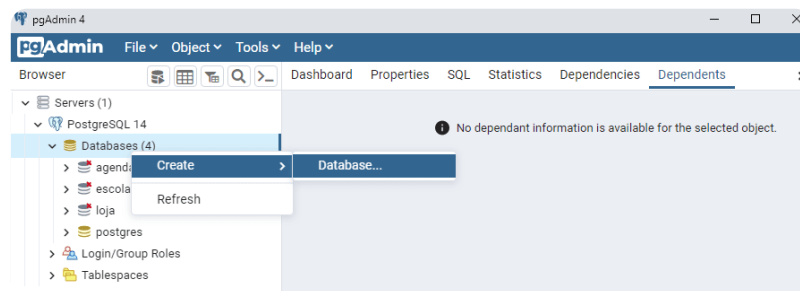 pgAdmin 4
pgAdmin File Object Tools Help
Browser
Dashboard Properties SQL Statistics Dependencies Dependents
Servers (1)
PostgreSQL 14
No dependant information is available for the selected object.
Databases (4)
Create
Database...
agenda
escola
Refresh
loja
postgres
Login/Group Roles
Tablespaces